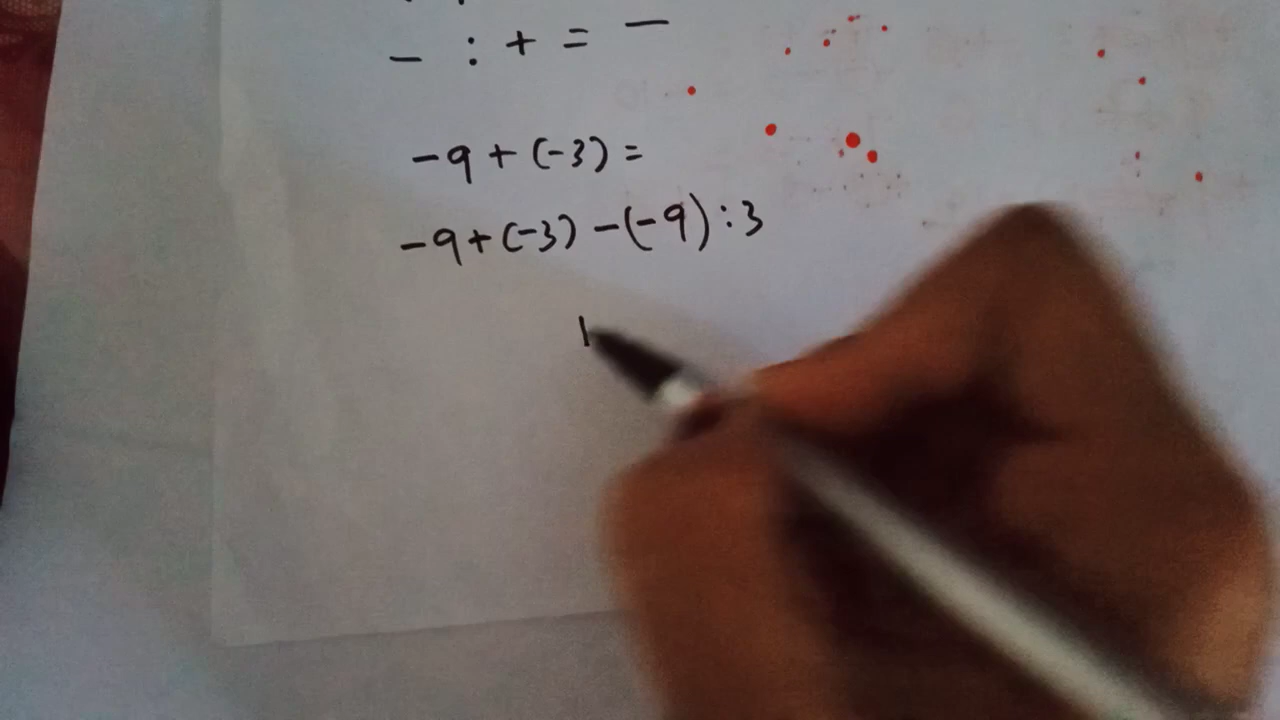 - : + = -
-9 + (-3) =
-9+(-3) -(-9) : 3